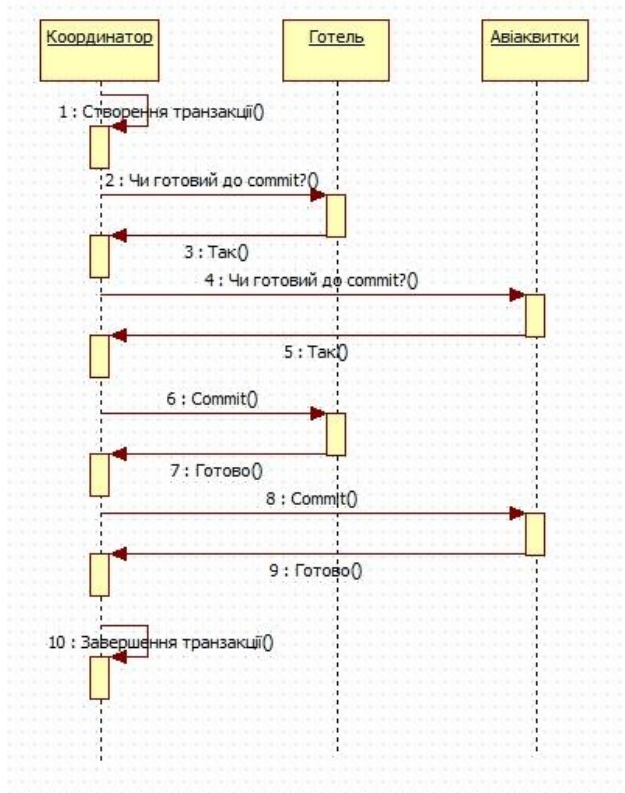 Координатор
Готель
Авіаквитки
1 : Створення транзакції()
2 : Чи готовий до commit?()
3 : Так()
4 : Чи готовий до commit?()
5 : Так()
6 : Commit()
7 : Готово()
8 : Commit()
9 : Готово()
10 : Завершення транзакції()